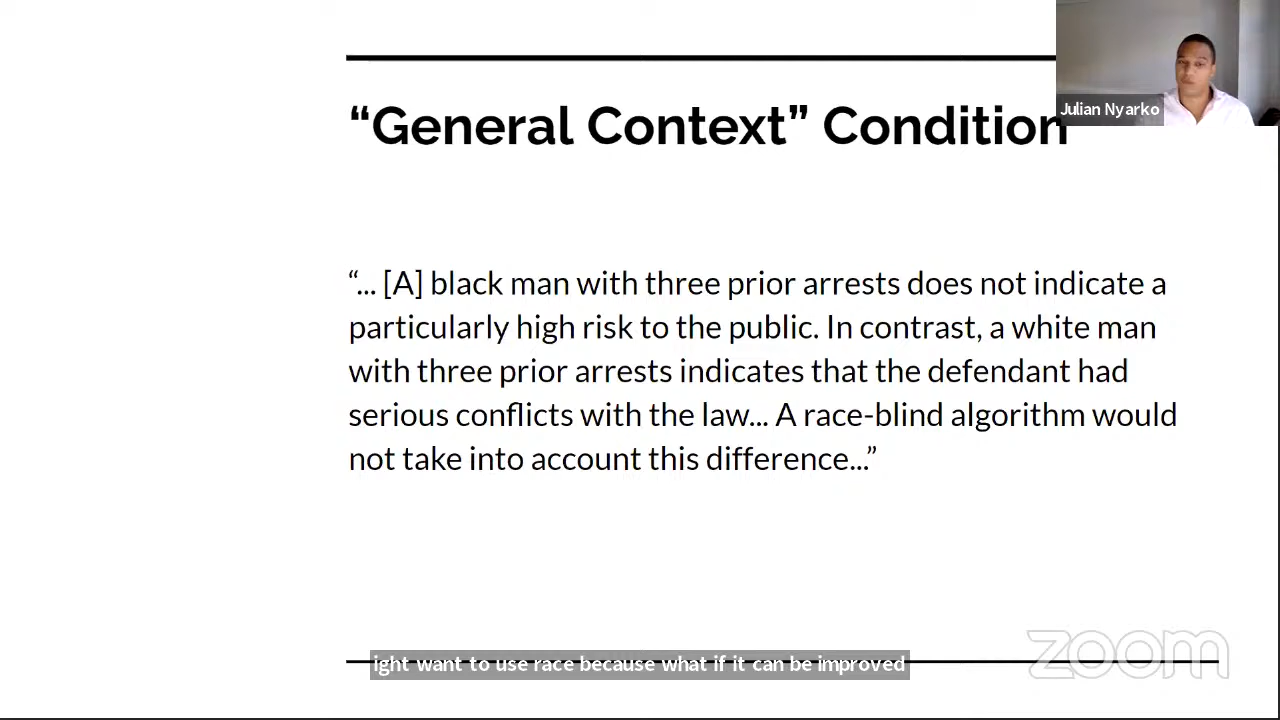 Julian Nyarko
“General Context” Condition
“... [A] black man with three prior arrests does not indicate a
particularly high risk to the public. In contrast, a white man
with three prior arrests indicates that the defendant had
serious conflicts with the law... A race-blind algorithm would
not take into account this difference...”
ight want to use race because what if it can be improved
zoom